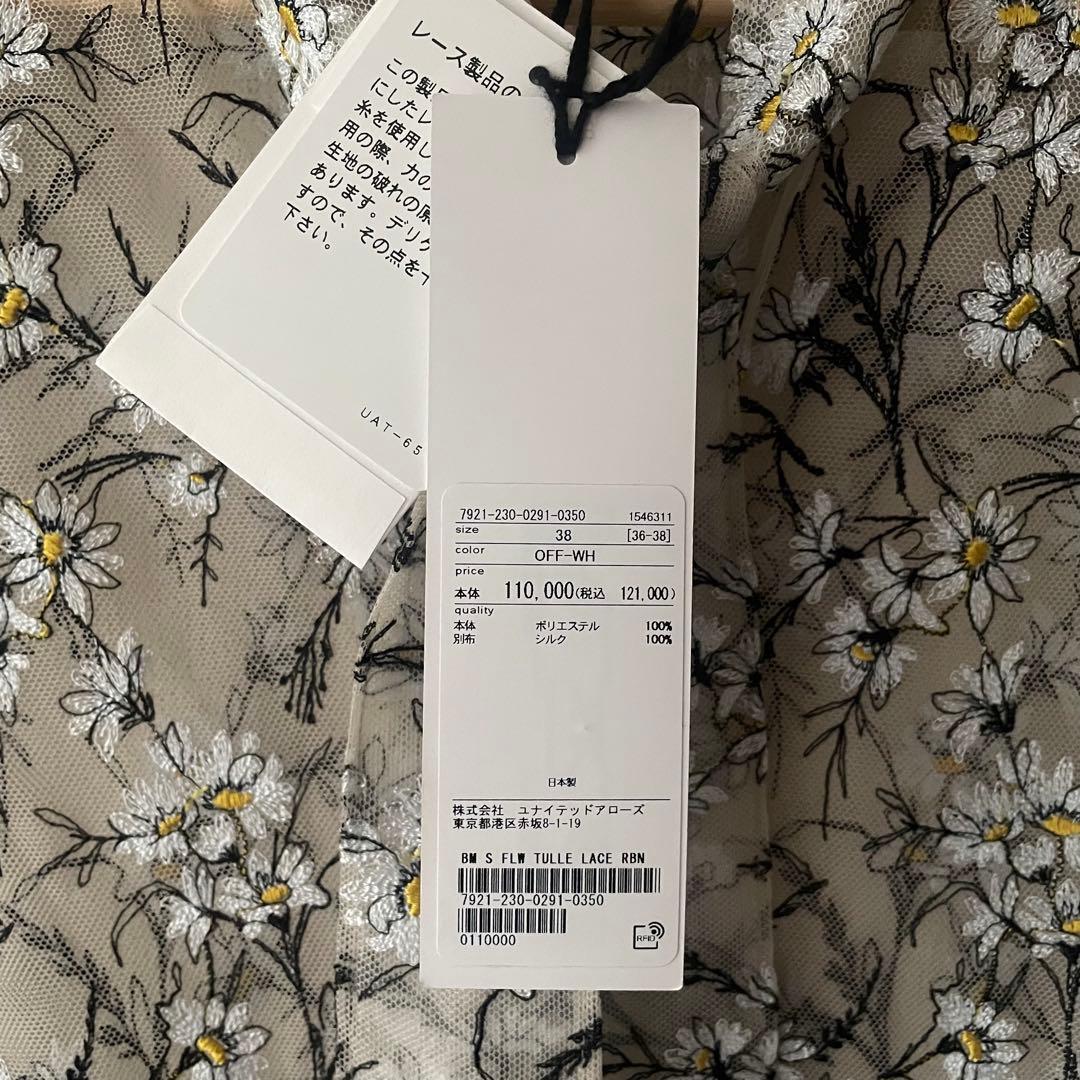 レース製品の
この製品
にしたレ
糸を使用し
用の際、力の
生地の破れの原
あります。デリケ
すので、その点を
下さい。
UAT-65
7921-230-0291-0350 1546311
size 38 [36-38]
color OFF-WH
price
本体 110,000(税込 121,000)
quality
本体 ポリエステル 100%
別布 シルク 100%
日本製
株式会社 ユナイテッドアローズ
東京都港区赤坂8-1-19
BM S FLW TULLE LACE RBN
7921-230-0291-0350
0110000
RFID